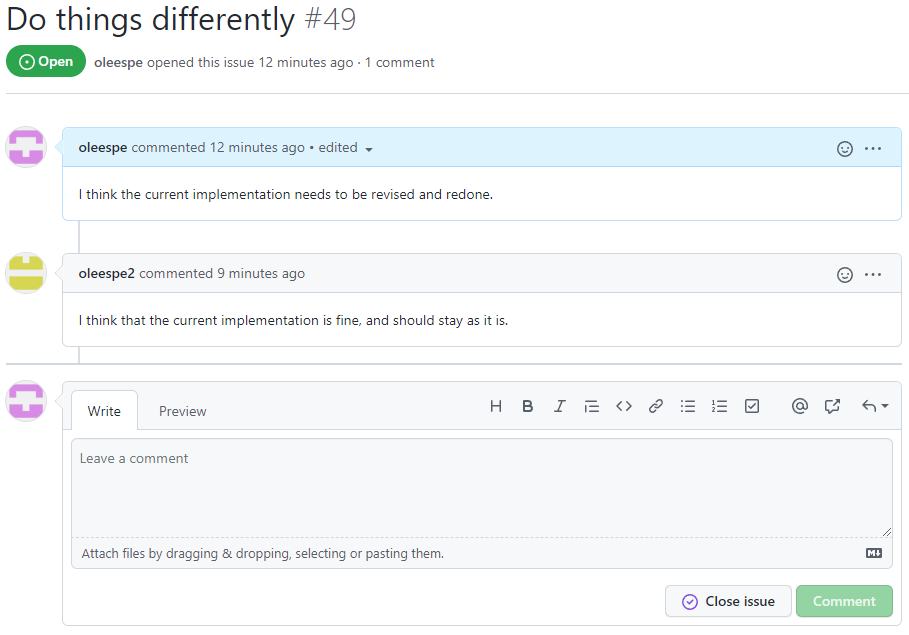 Do things differently #49
Open oleespe opened this issue 12 minutes ago · 1 comment
oleespe commented 12 minutes ago • edited
I think the current implementation needs to be revised and redone.
oleespe2 commented 9 minutes ago
I think that the current implementation is fine, and should stay as it is.
Write Preview
Leave a comment
Attach files by dragging & dropping, selecting or pasting them.
Close issue Comment